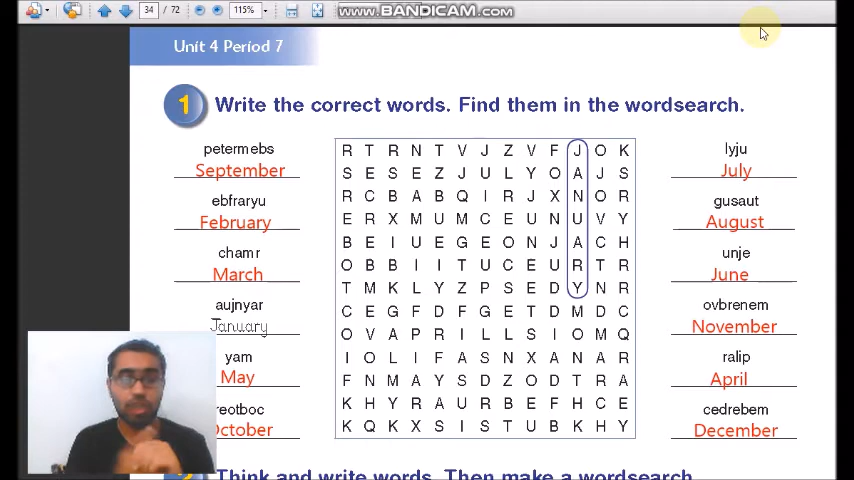 34 / 72 115% www.BANDICAM.com
Unit 4 Period 7
1 Write the correct words. Find them in the wordsearch.
petermebs
September
ebfraryu
February
chamr
March
aujnyar
January
yam
May
reotboc
October
R T R N T V J Z V F J O K
S E S E Z J U L Y O A J S
R C B A B Q I R J X N O R
E R X M U M C E U N U V Y
B E I U E G E O N J A C H
O B B I I T U C E U R T R
T M K L Y Z P S E D Y N R
C E G F D F G E T D M D C
O V A P R I L L S I O M Q
I O L I F A S N X A N A R
F N M A Y S D Z O D T R A
K H Y R A U R B E F H C E
K Q K X S I S T U B K H Y
lyju
July
gusaut
August
unje
June
ovbrenem
November
ralip
April
cedrebem
December
Think and write words. Then make a wordsearch.